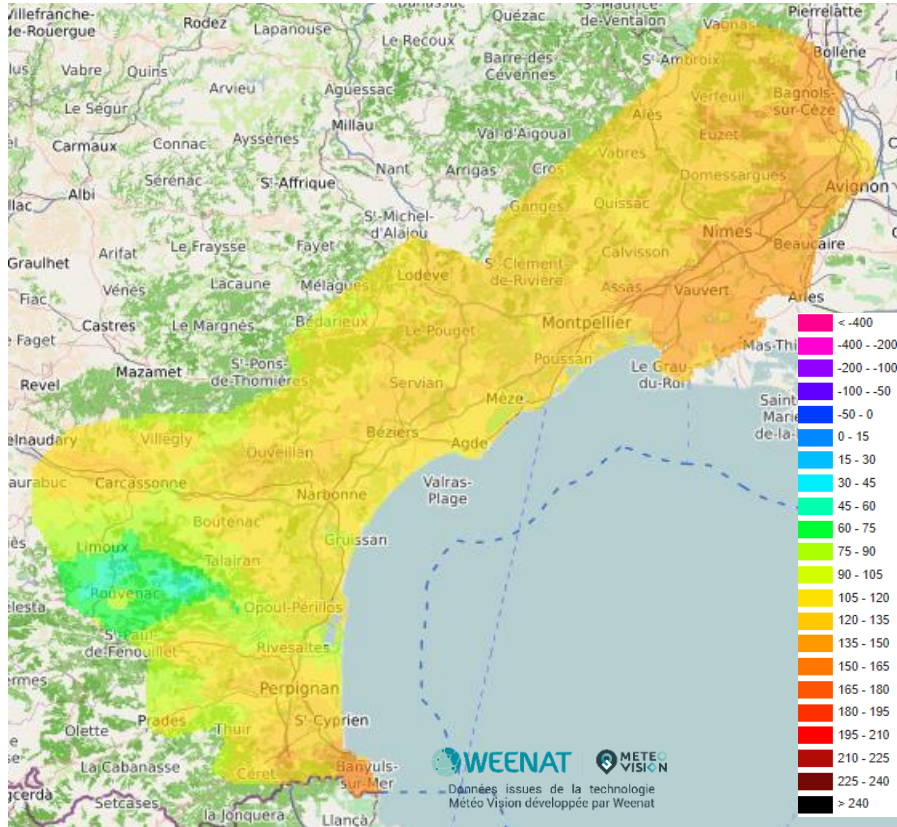 Villefranche-
de-Rouergue
Rodez
Lapanouse
Quézac
de-Ventalon
Vagnas
Pierrelatte
Bollène
Le Recoux
Barre-des
Cévennes
Sᵗ-Ambroix
Vabre
Quins
Arvieu
Aguessac
Verfeuil
Bagnols-
sur-Cèze
Le Ségur
Millau
Alès
Val-d'Aigoual
Euzet
Carmaux
Connac
Ayssènes
Vabres
Nant
Arrigas
Domessargues
Albi
Sérénac
Sᵗ-Affrique
Avignon
Ganges
Quissac
Sᵗ-Michel-
d'Alajou
Nîmes
Beaucaire
Graulhet
Arifat
Le Fraysse
Fayet
Lodève
Sᵗ-Clément-
de-Rivière
Calvisson
Fiac
Vénès
Lacaune
Mélagues
Assas
Vauvert
Arles
Castres
Le Margnès
Bédarieux
Le Pouget
Montpellier
Mazamet
Sᵗ-Pons-
de-Thomières
Poussan
Le Grau-
du-Roi
Revel
Servian
Mèze
Villégly
Béziers
Agde
Ouveillan
Carcassonne
Valras-
Plage
Narbonne
Boutenac
Gruissan
Limoux
Talairan
Rouvenac
Opoul-Périllos
Sᵗ-Paul-
de-Fenouillet
Rivesaltes
Perpignan
Olette
Prades
Sᵗ-Cyprien
Thuir
La Cabanasse
Céret
Banyuls-
sur-Mer
Setcases
la Jonquera
Llançà
WEENAT
METEO
VISION
Données issues de la technologie
Météo Vision développée par Weenat
< -400
-400 - -200
-200 - -100
-100 - -50
-50 - 0
0 - 15
15 - 30
30 - 45
45 - 60
60 - 75
75 - 90
90 - 105
105 - 120
120 - 135
135 - 150
150 - 165
165 - 180
180 - 195
195 - 210
210 - 225
225 - 240
> 240